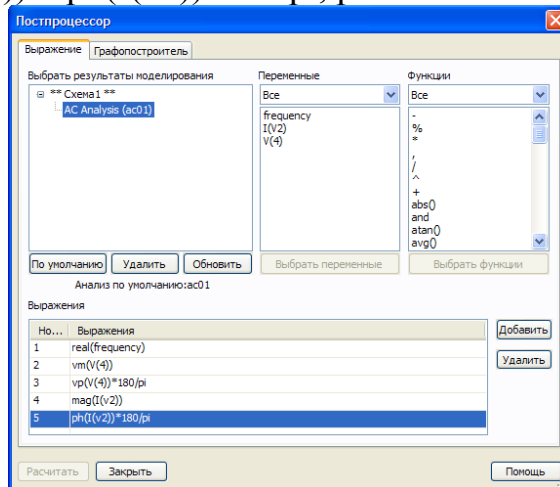 Постпроцессор
Выражение Графопостроитель
Выбрать результаты моделирования Переменные Функции
** Схема1 ** Все Все
AC Analysis (ac01) frequency -
I(V2) %
V(4) *
,
/
^
+
abs()
and
atan()
avg()
По умолчанию Удалить Обновить Выбрать переменные Выбрать функции
Анализ по умолчанию:ac01
Выражения
Но... Выражения Добавить
1 real(frequency)
2 vm(V(4)) Удалить
3 vp(V(4))*180/pi
4 mag(I(v2))
5 ph(I(v2))*180/pi
Расчитать Закрыть Помощь